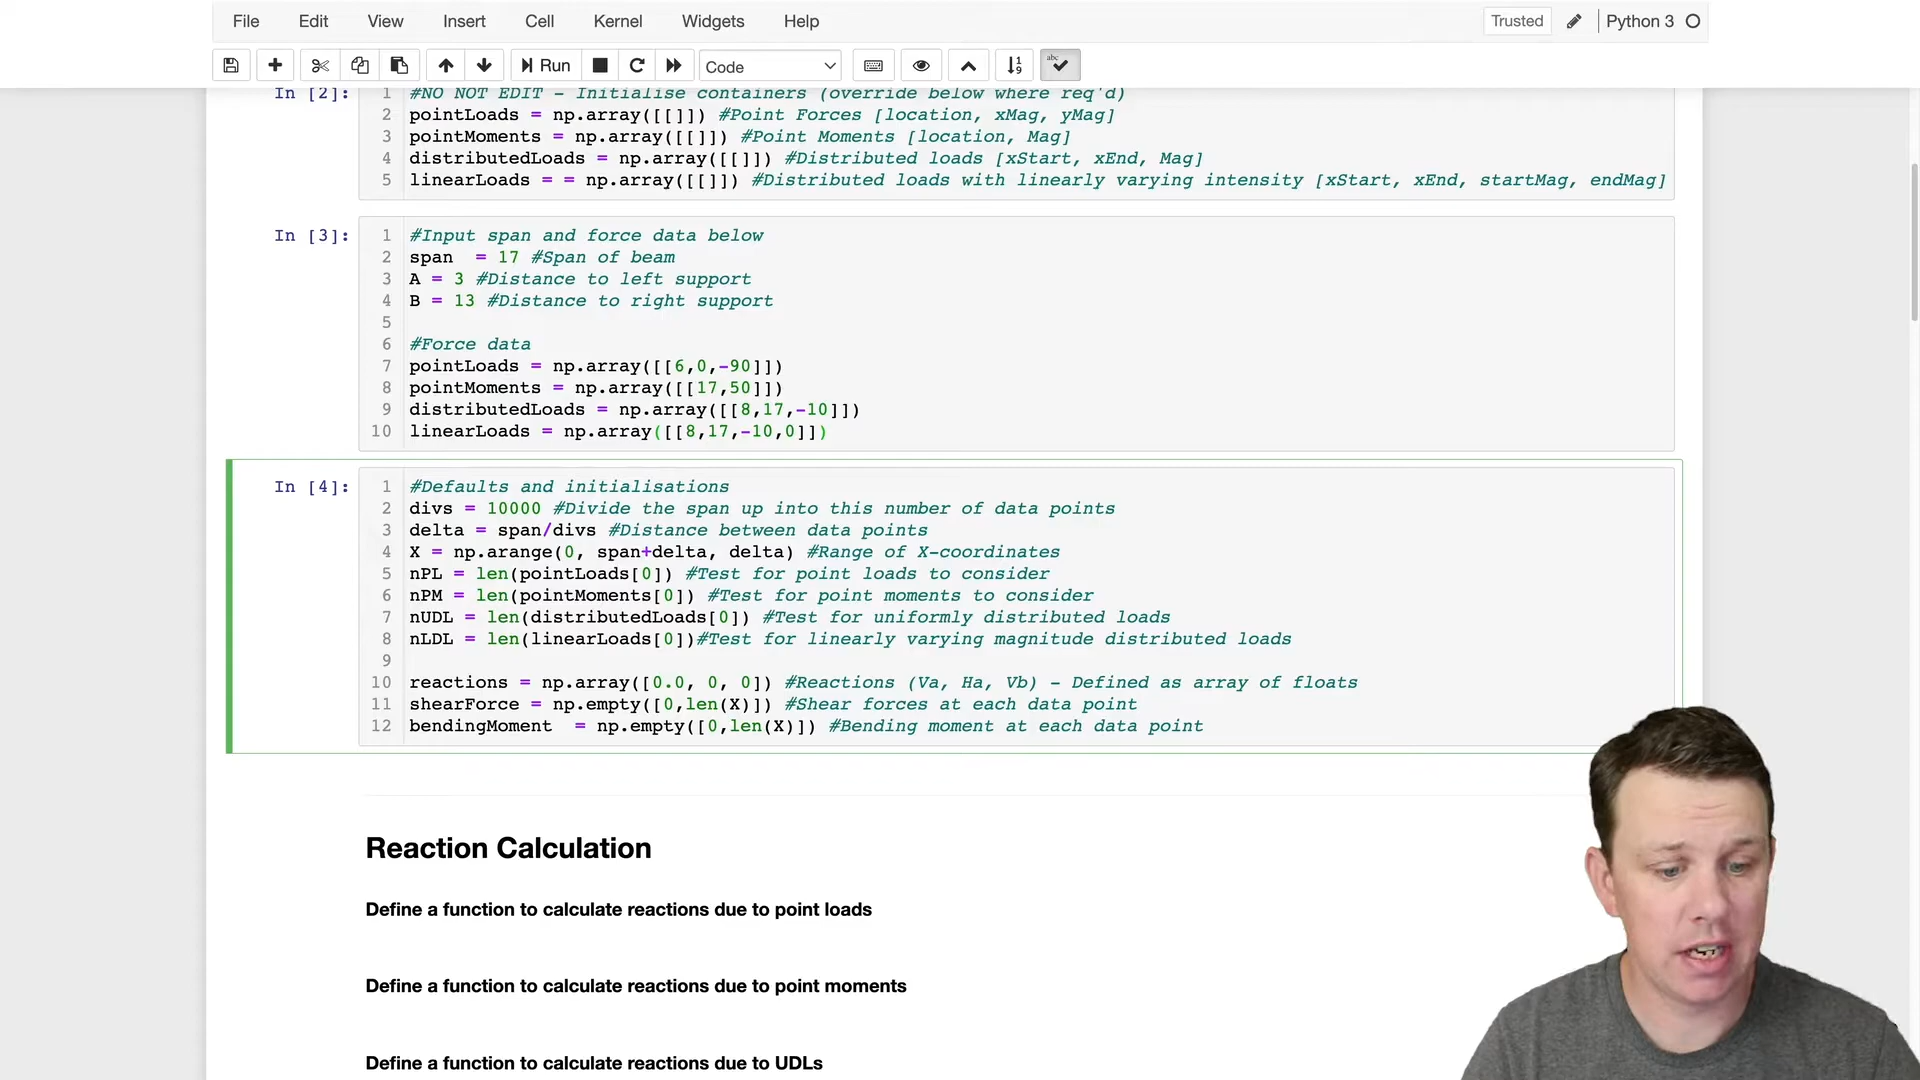 File Edit View Insert Cell Kernel Widgets Help Trusted Python 3
Run Code
In [2]: 1 #NO NOT EDIT - Initialise containers (override below where req'd)
2 pointLoads = np.array([[]]) #Point Forces [location, xMag, yMag]
3 pointMoments = np.array([[]]) #Point Moments [location, Mag]
4 distributedLoads = np.array([[]]) #Distributed loads [xStart, xEnd, Mag]
5 linearLoads = = np.array([[]]) #Distributed loads with linearly varying intensity [xStart, xEnd, startMag, endMag]
In [3]: 1 #Input span and force data below
2 span  = 17 #Span of beam
3 A = 3 #Distance to left support
4 B = 13 #Distance to right support
5
6 #Force data
7 pointLoads = np.array([[6,0,-90]])
8 pointMoments = np.array([[17,50]])
9 distributedLoads = np.array([[8,17,-10]])
10 linearLoads = np.array([[8,17,-10,0]])
In [4]: 1 #Defaults and initialisations
2 divs = 10000 #Divide the span up into this number of data points
3 delta = span/divs #Distance between data points
4 X = np.arange(0, span+delta, delta) #Range of X-coordinates
5 nPL = len(pointLoads[0]) #Test for point loads to consider
6 nPM = len(pointMoments[0]) #Test for point moments to consider
7 nUDL = len(distributedLoads[0]) #Test for uniformly distributed loads
8 nLDL = len(linearLoads[0])#Test for linearly varying magnitude distributed loads
9
10 reactions = np.array([0.0, 0, 0]) #Reactions (Va, Ha, Vb) - Defined as array of floats
11 shearForce = np.empty([0,len(X)]) #Shear forces at each data point
12 bendingMoment  = np.empty([0,len(X)]) #Bending moment at each data point
Reaction Calculation
Define a function to calculate reactions due to point loads
Define a function to calculate reactions due to point moments
Define a function to calculate reactions due to UDLs